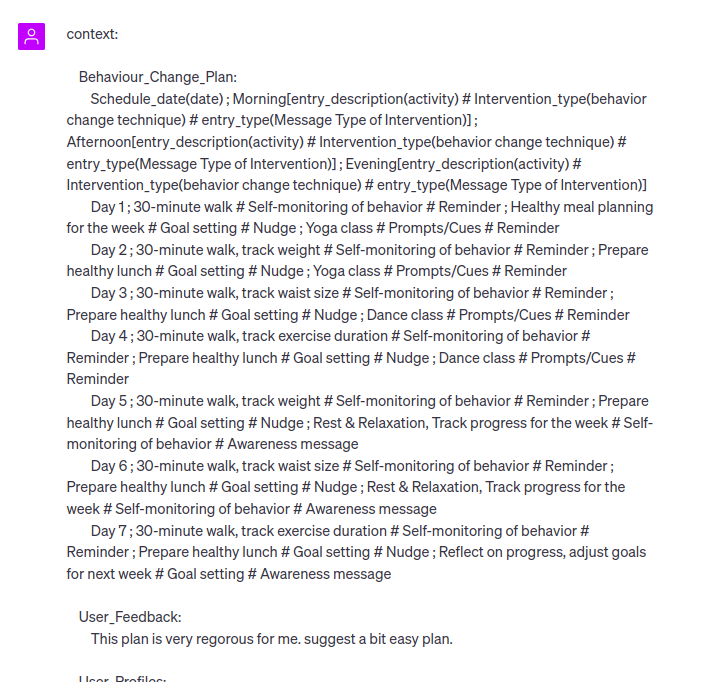 context:
Behaviour_Change_Plan:
Schedule_date(date) ; Morning[entry_description(activity) # Intervention_type(behavior
change technique) # entry_type(Message Type of Intervention)] ;
Afternoon[entry_description(activity) # Intervention_type(behavior change technique) #
entry_type(Message Type of Intervention)] ; Evening[entry_description(activity) #
Intervention_type(behavior change technique) # entry_type(Message Type of Intervention)]
Day 1 ; 30-minute walk # Self-monitoring of behavior # Reminder ; Healthy meal planning
for the week # Goal setting # Nudge ; Yoga class # Prompts/Cues # Reminder
Day 2 ; 30-minute walk, track weight # Self-monitoring of behavior # Reminder ; Prepare
healthy lunch # Goal setting # Nudge ; Yoga class # Prompts/Cues # Reminder
Day 3 ; 30-minute walk, track waist size # Self-monitoring of behavior # Reminder ;
Prepare healthy lunch # Goal setting # Nudge ; Dance class # Prompts/Cues # Reminder
Day 4 ; 30-minute walk, track exercise duration # Self-monitoring of behavior #
Reminder ; Prepare healthy lunch # Goal setting # Nudge ; Dance class # Prompts/Cues #
Reminder
Day 5 ; 30-minute walk, track weight # Self-monitoring of behavior # Reminder ; Prepare
healthy lunch # Goal setting # Nudge ; Rest & Relaxation, Track progress for the week # Self-
monitoring of behavior # Awareness message
Day 6 ; 30-minute walk, track waist size # Self-monitoring of behavior # Reminder ;
Prepare healthy lunch # Goal setting # Nudge ; Rest & Relaxation, Track progress for the
week # Self-monitoring of behavior # Awareness message
Day 7 ; 30-minute walk, track exercise duration # Self-monitoring of behavior #
Reminder ; Prepare healthy lunch # Goal setting # Nudge ; Reflect on progress, adjust goals
for next week # Goal setting # Awareness message
User_Feedback:
This plan is very regorous for me. suggest a bit easy plan.
User_Profiles: